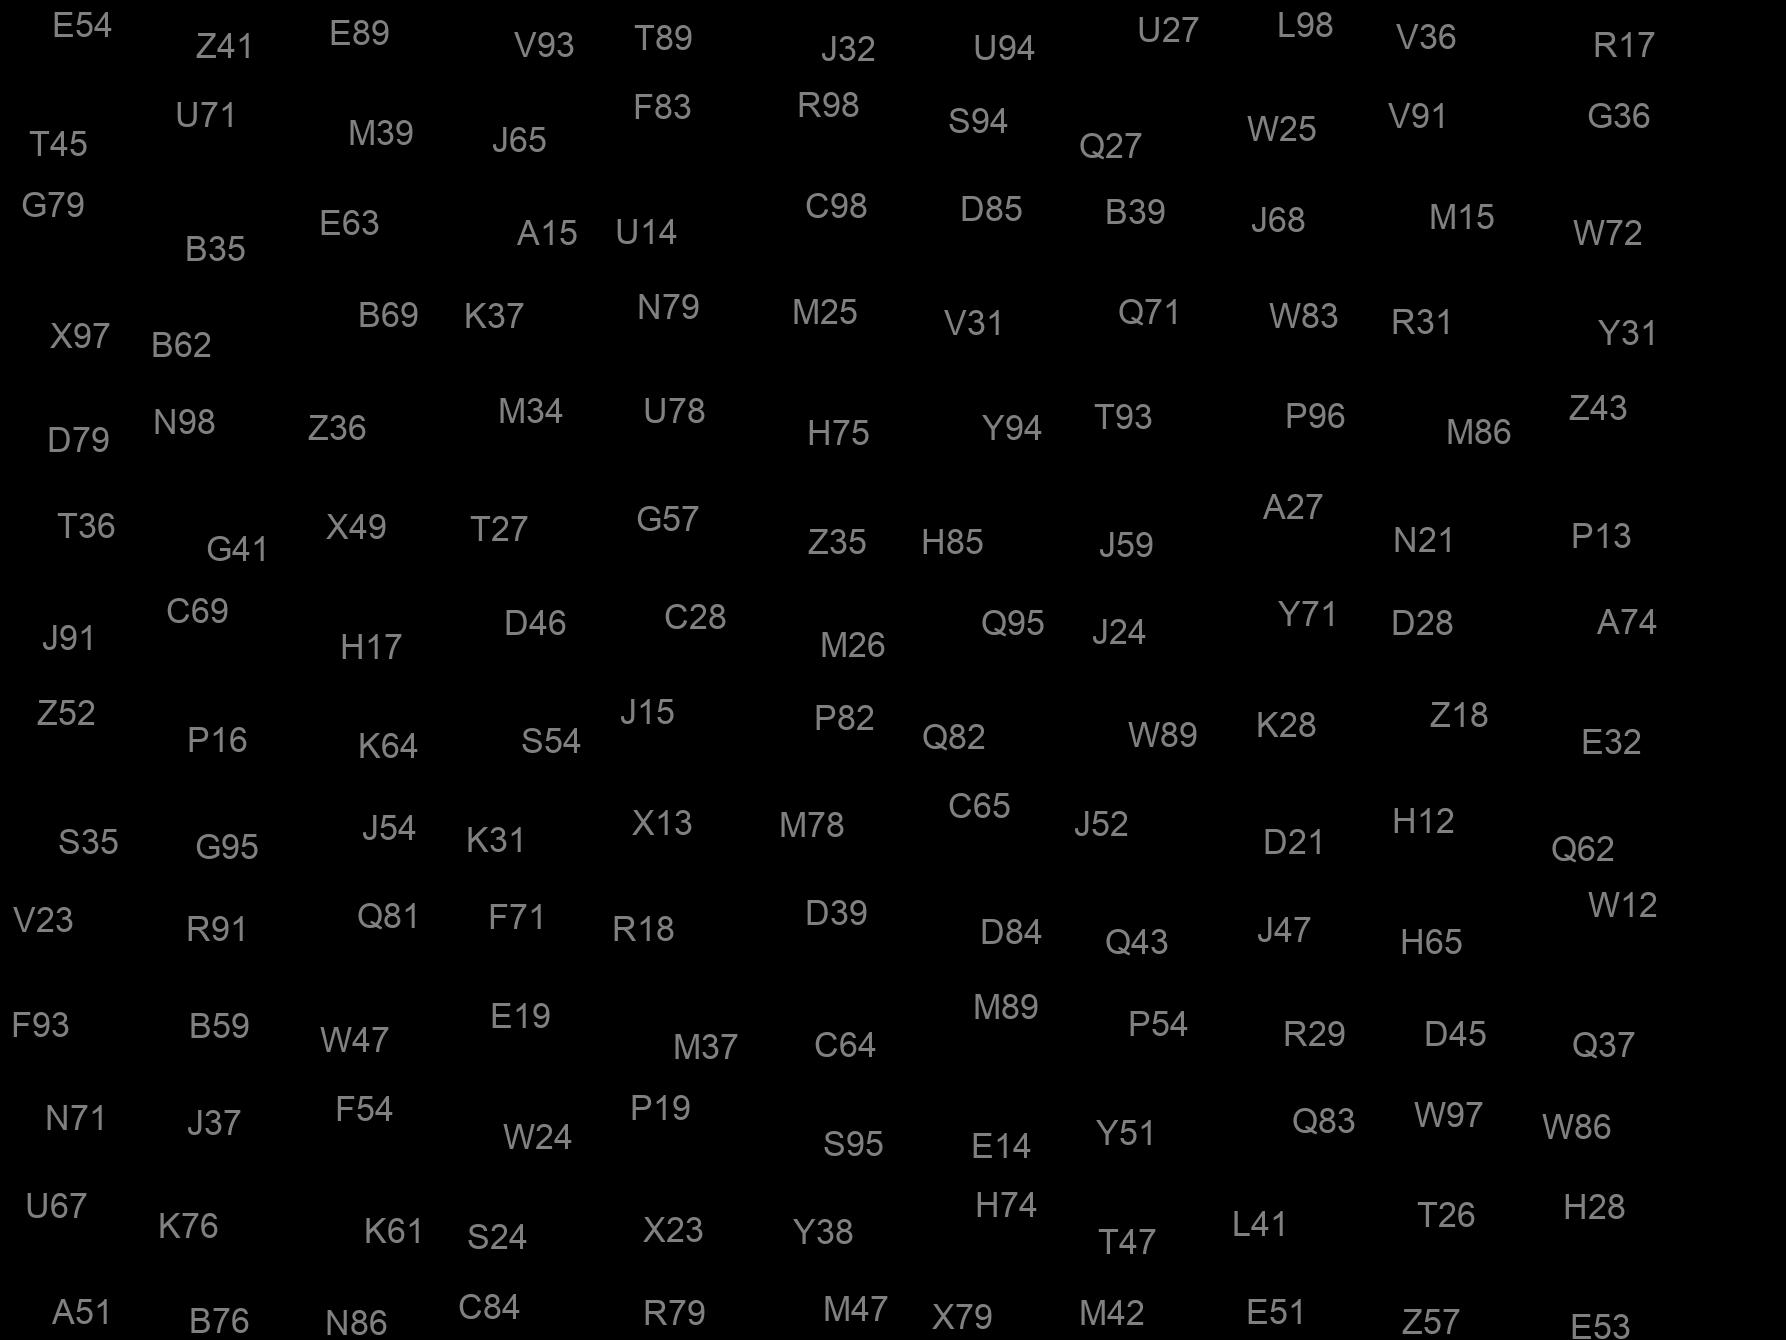 E54 Z41 E89 V93 T89 J32 U94 U27 L98 V36 R17
T45 U71 M39 J65 F83 R98 S94 Q27 W25 V91 G36
G79 B35 E63 A15 U14 C98 D85 B39 J68 M15 W72
X97 B62 B69 K37 N79 M25 V31 Q71 W83 R31 Y31
D79 N98 Z36 M34 U78 H75 Y94 T93 P96 M86 Z43
T36 G41 X49 T27 G57 Z35 H85 J59 A27 N21 P13
J91 C69 H17 D46 C28 M26 Q95 J24 Y71 D28 A74
Z52 P16 K64 S54 J15 P82 Q82 W89 K28 Z18 E32
S35 G95 J54 K31 X13 M78 C65 J52 D21 H12 Q62
V23 R91 Q81 F71 R18 D39 D84 Q43 J47 H65 W12
F93 B59 W47 E19 M37 C64 M89 P54 R29 D45 Q37
N71 J37 F54 W24 P19 S95 E14 Y51 Q83 W97 W86
U67 K76 K61 S24 X23 Y38 H74 T47 L41 T26 H28
A51 B76 N86 C84 R79 M47 X79 M42 E51 Z57 E53